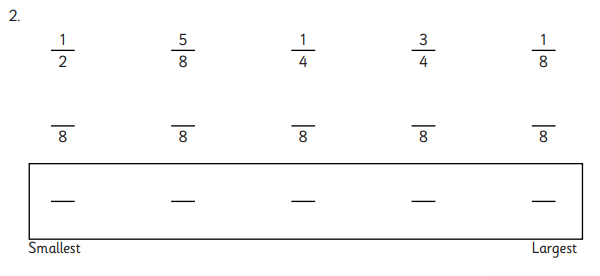 2.
1/2 5/8 1/4 3/4 1/8
/8 /8 /8 /8 /8
Smallest Largest